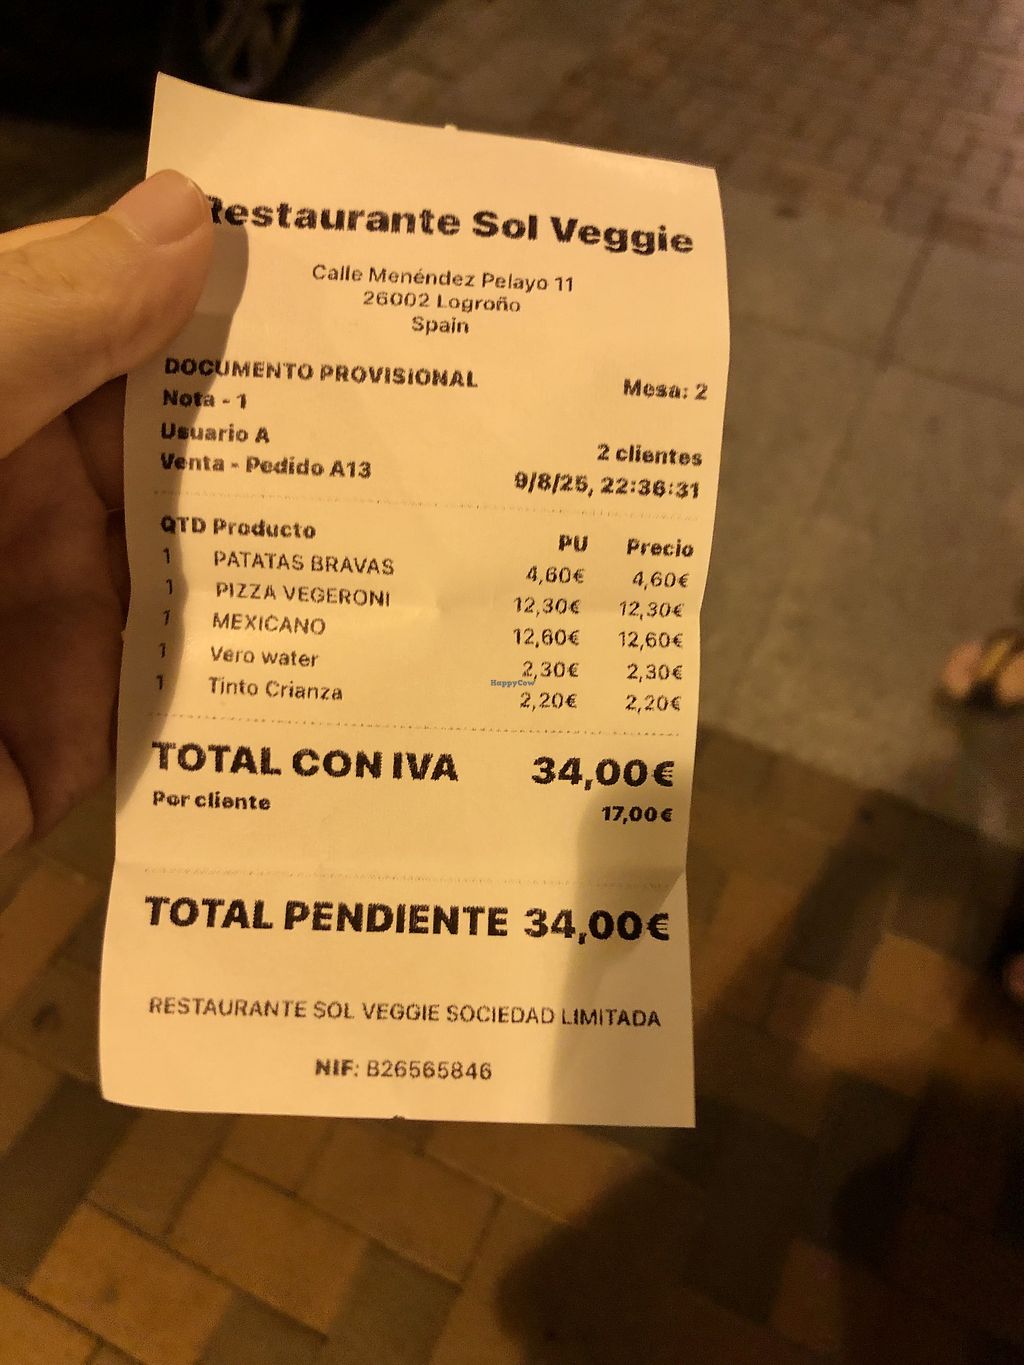 Restaurante Sol Veggie
Calle Menéndez Pelayo 11
26002 Logroño
Spain
DOCUMENTO PROVISIONAL Mesa: 2
Nota - 1
Usuario A 2 clientes
Venta - Pedido A13 9/8/25, 22:36:31
QTD Producto PU Precio
1 PATATAS BRAVAS 4,60€ 4,60€
1 PIZZA VEGERONI 12,30€ 12,30€
1 MEXICANO 12,60€ 12,60€
1 Vero water 2,30€ 2,30€
1 Tinto Crianza 2,20€ 2,20€
HappyCow
TOTAL CON IVA 34,00€
Por cliente 17,00€
TOTAL PENDIENTE 34,00€
RESTAURANTE SOL VEGGIE SOCIEDAD LIMITADA
NIF: B26565846